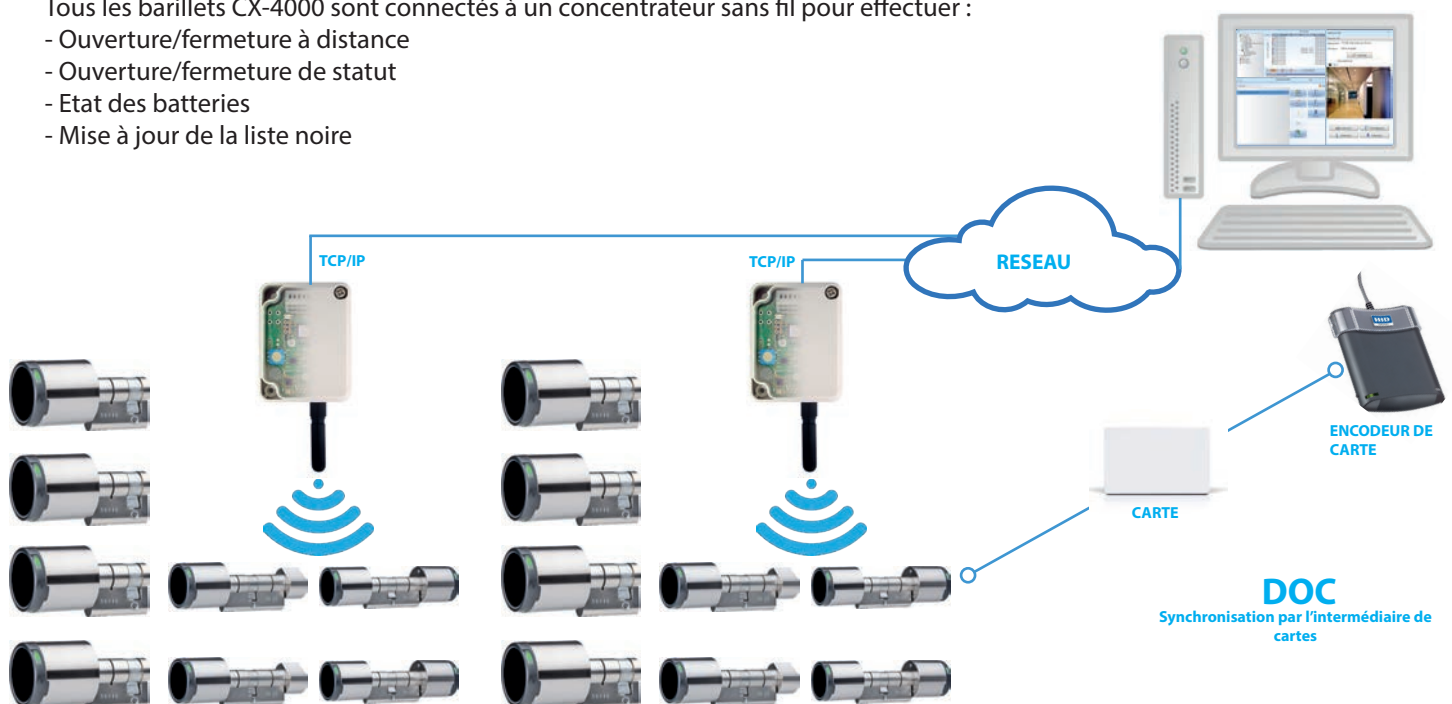 Tous les barillets CX-4000 sont connectés à un concentrateur sans fil pour effectuer :
- Ouverture/fermeture à distance
- Ouverture/fermeture de statut
- Etat des batteries
- Mise à jour de la liste noire
TCP/IP
TCP/IP
RESEAU
HID
ENCODEUR DE
CARTE
CARTE
DOC
Synchronisation par l'intermédiaire de
cartes